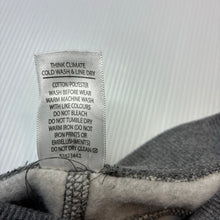 THINK CLIMATE
COLD WASH & LINE DRY
COTTON/POLYESTER
WASH BEFORE WEAR
WARM MACHINE WASH
WITH LIKE COLOURS
DO NOT BLEACH
DO NOT TUMBLE DRY
WARM IRON (DO NOT
IRON PRINTS OR
EMBELLISHMENTS)
DO NOT DRY CLEAN